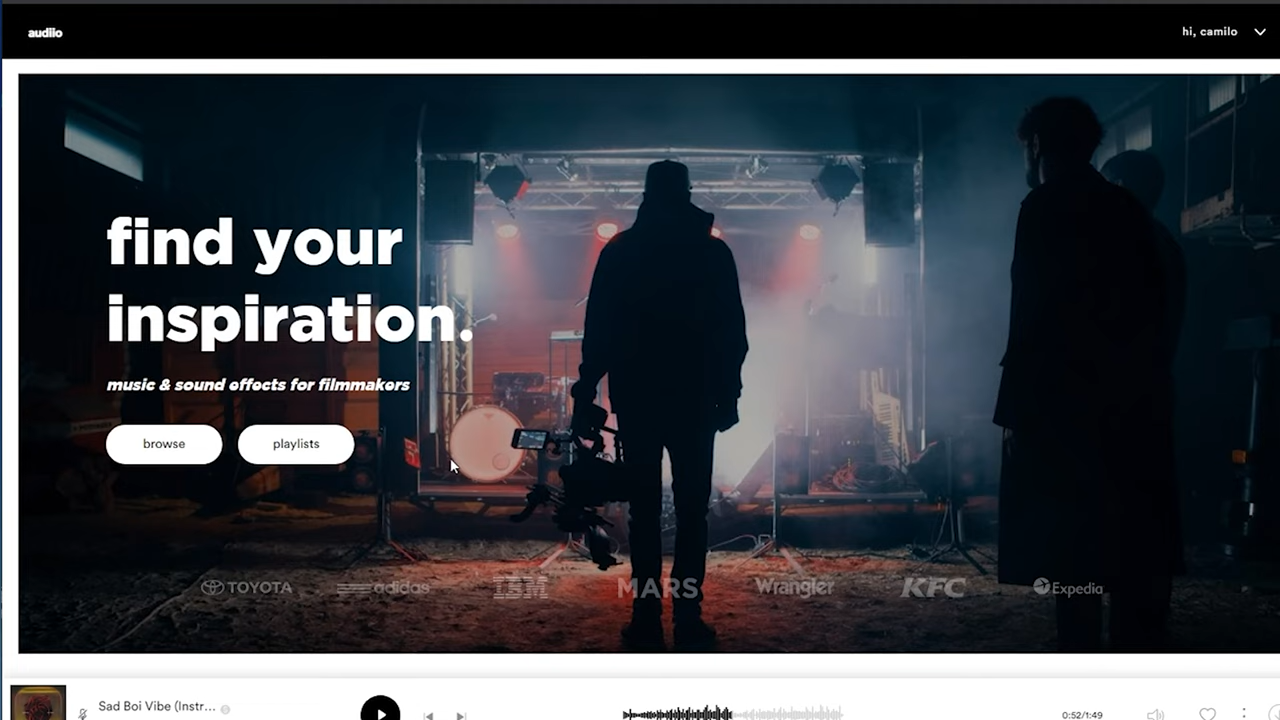 audiio
hi, camilo
find your
inspiration.
music & sound effects for filmmakers
browse
playlists
TOYOTA
adidas
IBM
MARS
Wrangler
KFC
Expedia
Sad Boi Vibe (Instr...
0:52/1:49